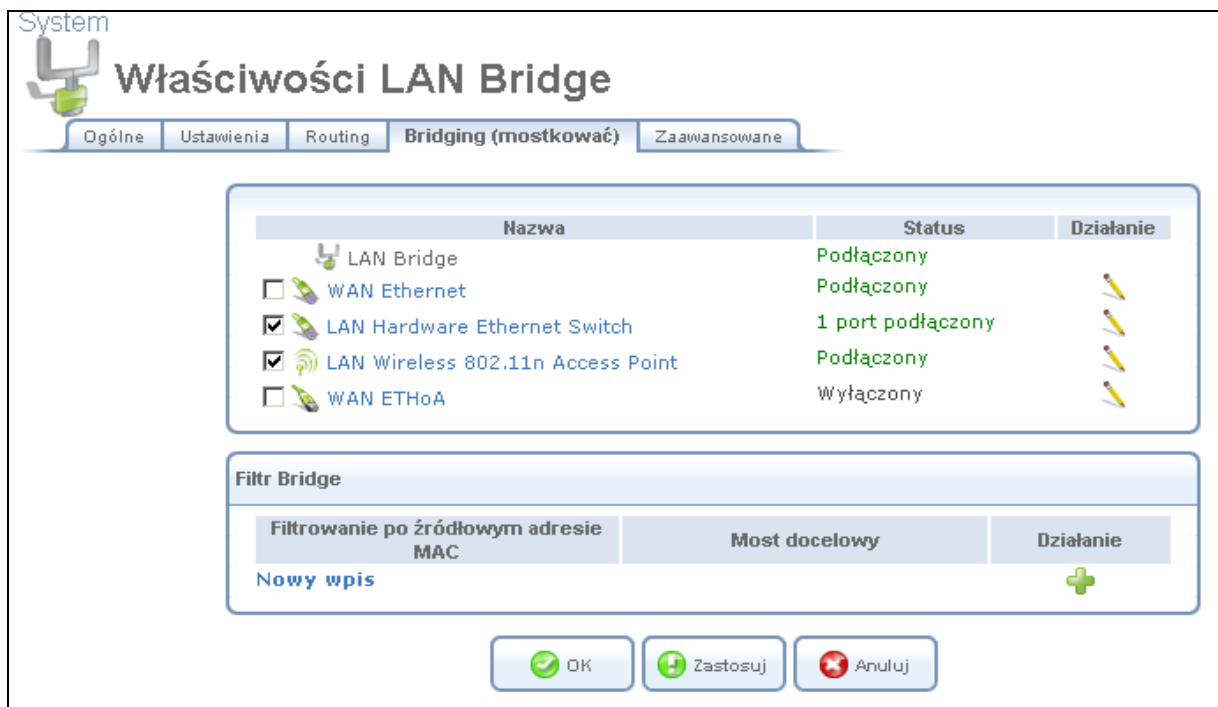 System
Właściwości LAN Bridge
Ogólne Ustawienia Routing Bridging (mostkować) Zaawansowane
Nazwa Status Działanie
LAN Bridge Podłączony
WAN Ethernet Podłączony
LAN Hardware Ethernet Switch 1 port podłączony
LAN Wireless 802.11n Access Point Podłączony
WAN ETHoA Wyłączony
Filtr Bridge
Filtrowanie po źródłowym adresie
MAC Most docelowy Działanie
Nowy wpis
OK Zastosuj Anuluj